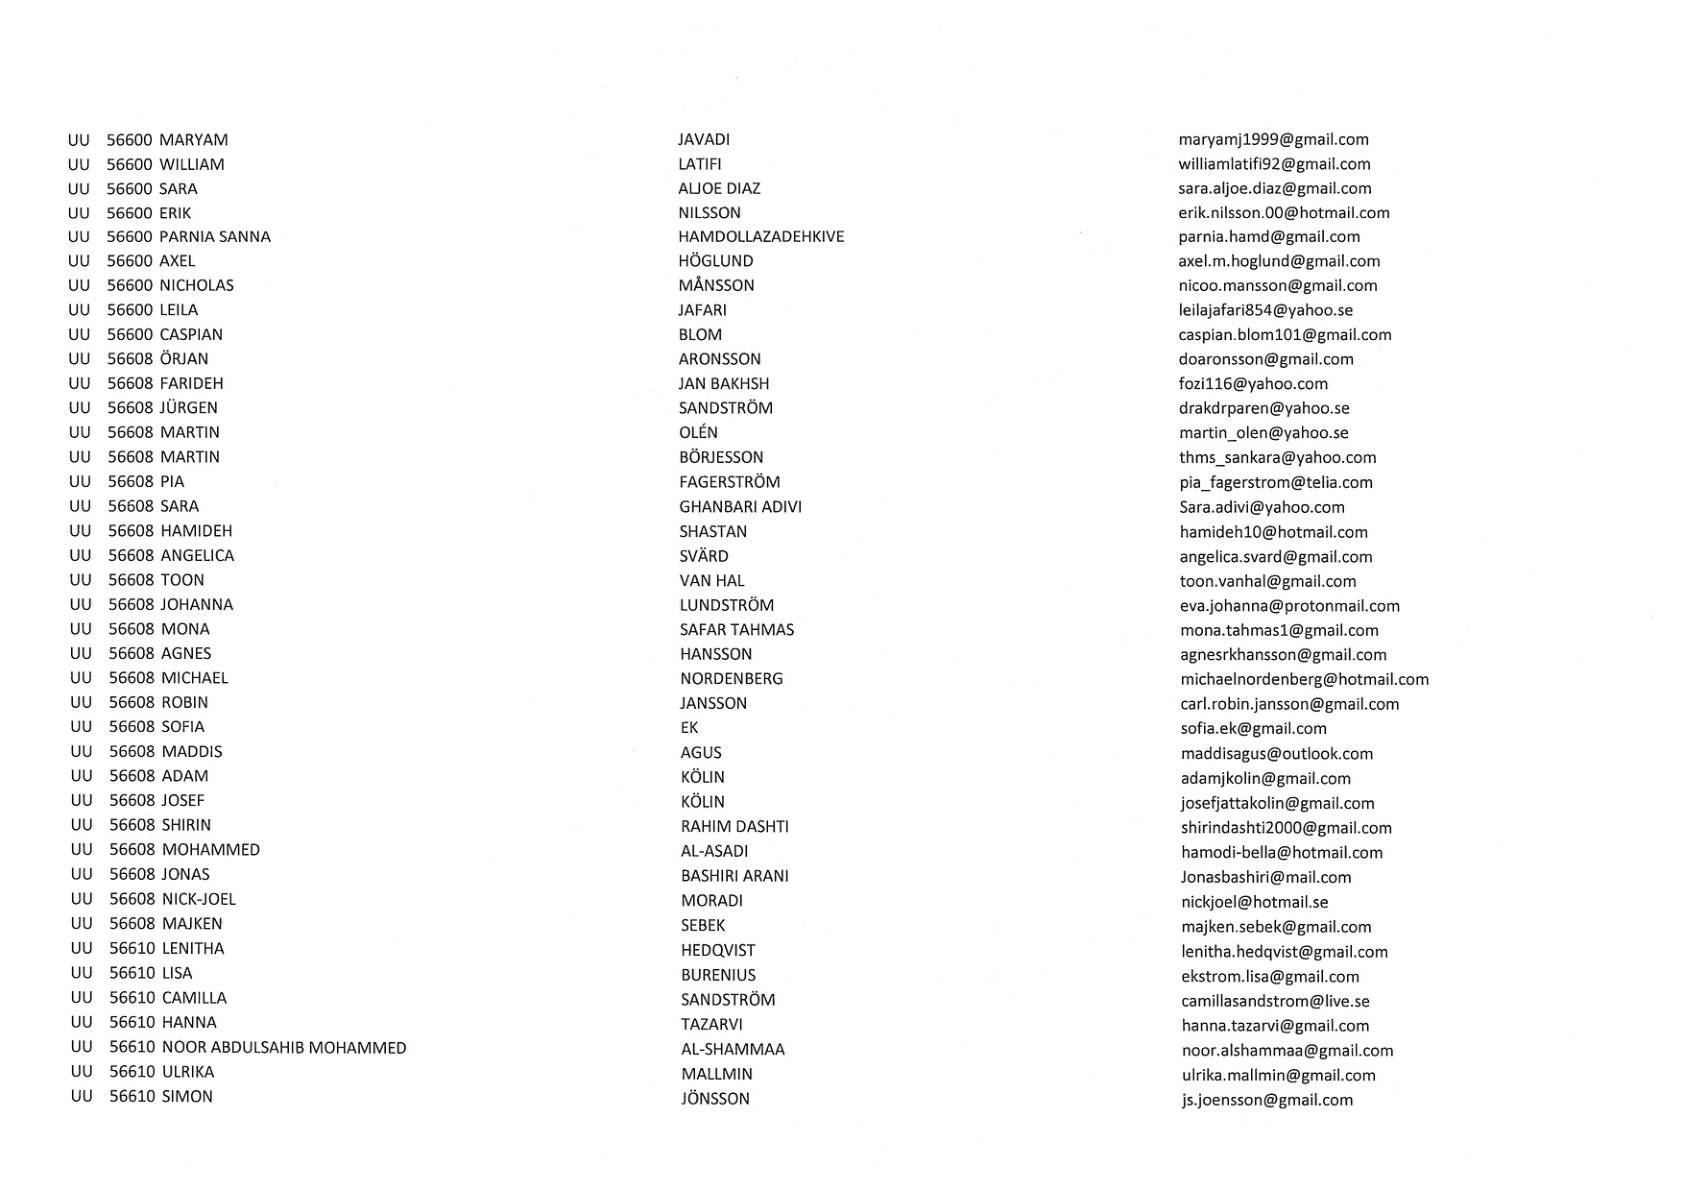 UU 56600 MARYAM JAVADI maryamj1999@gmail.com
UU 56600 WILLIAM LATIFI williamlatifi92@gmail.com
UU 56600 SARA ALJOE DIAZ sara.aljoe.diaz@gmail.com
UU 56600 ERIK NILSSON erik.nilsson.00@hotmail.com
UU 56600 PARNIA SANNA HAMDOLLAZADEHKIVE parnia.hamd@gmail.com
UU 56600 AXEL HÖGLUND axel.m.hoglund@gmail.com
UU 56600 NICHOLAS MÅNSSON nicoo.mansson@gmail.com
UU 56600 LEILA JAFARI leilajafari854@yahoo.se
UU 56600 CASPIAN BLOM caspian.blom101@gmail.com
UU 56608 ÖRJAN ARONSSON doaronsson@gmail.com
UU 56608 FARIDEH JAN BAKHSH fozi116@yahoo.com
UU 56608 JÜRGEN SANDSTRÖM drakdrparen@yahoo.se
UU 56608 MARTIN OLÉN martin_olen@yahoo.se
UU 56608 MARTIN BÖRJESSON thms_sankara@yahoo.com
UU 56608 PIA FAGERSTRÖM pia_fagerstrom@telia.com
UU 56608 SARA GHANBARI ADIVI Sara.adivi@yahoo.com
UU 56608 HAMIDEH SHASTAN hamideh10@hotmail.com
UU 56608 ANGELICA SVÄRD angelica.svard@gmail.com
UU 56608 TOON VAN HAL toon.vanhal@gmail.com
UU 56608 JOHANNA LUNDSTRÖM eva.johanna@protonmail.com
UU 56608 MONA SAFAR TAHMAS mona.tahmas1@gmail.com
UU 56608 AGNES HANSSON agnesrkhansson@gmail.com
UU 56608 MICHAEL NORDENBERG michaelnordenberg@hotmail.com
UU 56608 ROBIN JANSSON carl.robin.jansson@gmail.com
UU 56608 SOFIA EK sofia.ek@gmail.com
UU 56608 MADDIS AGUS maddisagus@outlook.com
UU 56608 ADAM KÖLIN adamjkolin@gmail.com
UU 56608 JOSEF KÖLIN josefjattakolin@gmail.com
UU 56608 SHIRIN RAHIM DASHTI shirindashti2000@gmail.com
UU 56608 MOHAMMED AL-ASADI hamodi-bella@hotmail.com
UU 56608 JONAS BASHIRI ARANI Jonasbashiri@mail.com
UU 56608 NICK-JOEL MORADI nickjoel@hotmail.se
UU 56608 MAJKEN SEBEK majken.sebek@gmail.com
UU 56610 LENITHA HEDQVIST lenitha.hedqvist@gmail.com
UU 56610 LISA BURENIUS ekstrom.lisa@gmail.com
UU 56610 CAMILLA SANDSTRÖM camillasandstrom@live.se
UU 56610 HANNA TAZARVI hanna.tazarvi@gmail.com
UU 56610 NOOR ABDULSAHIB MOHAMMED AL-SHAMMAA noor.alshammaa@gmail.com
UU 56610 ULRIKA MALLMIN ulrika.mallmin@gmail.com
UU 56610 SIMON JÖNSSON js.joensson@gmail.com